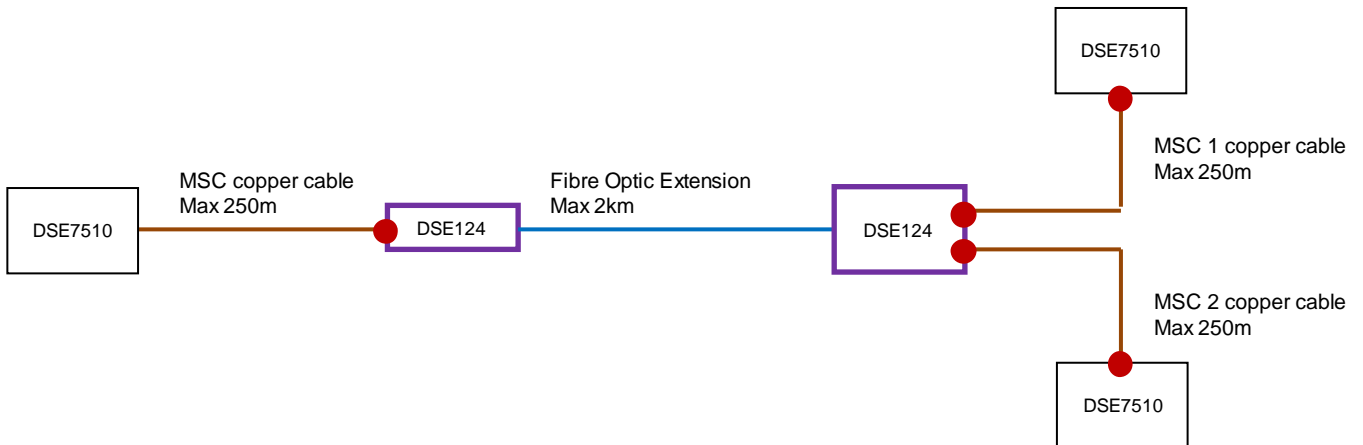 DSE7510
MSC copper cable
Max 250m
DSE124
Fibre Optic Extension
Max 2km
DSE124
DSE7510
MSC 1 copper cable
Max 250m
MSC 2 copper cable
Max 250m
DSE7510